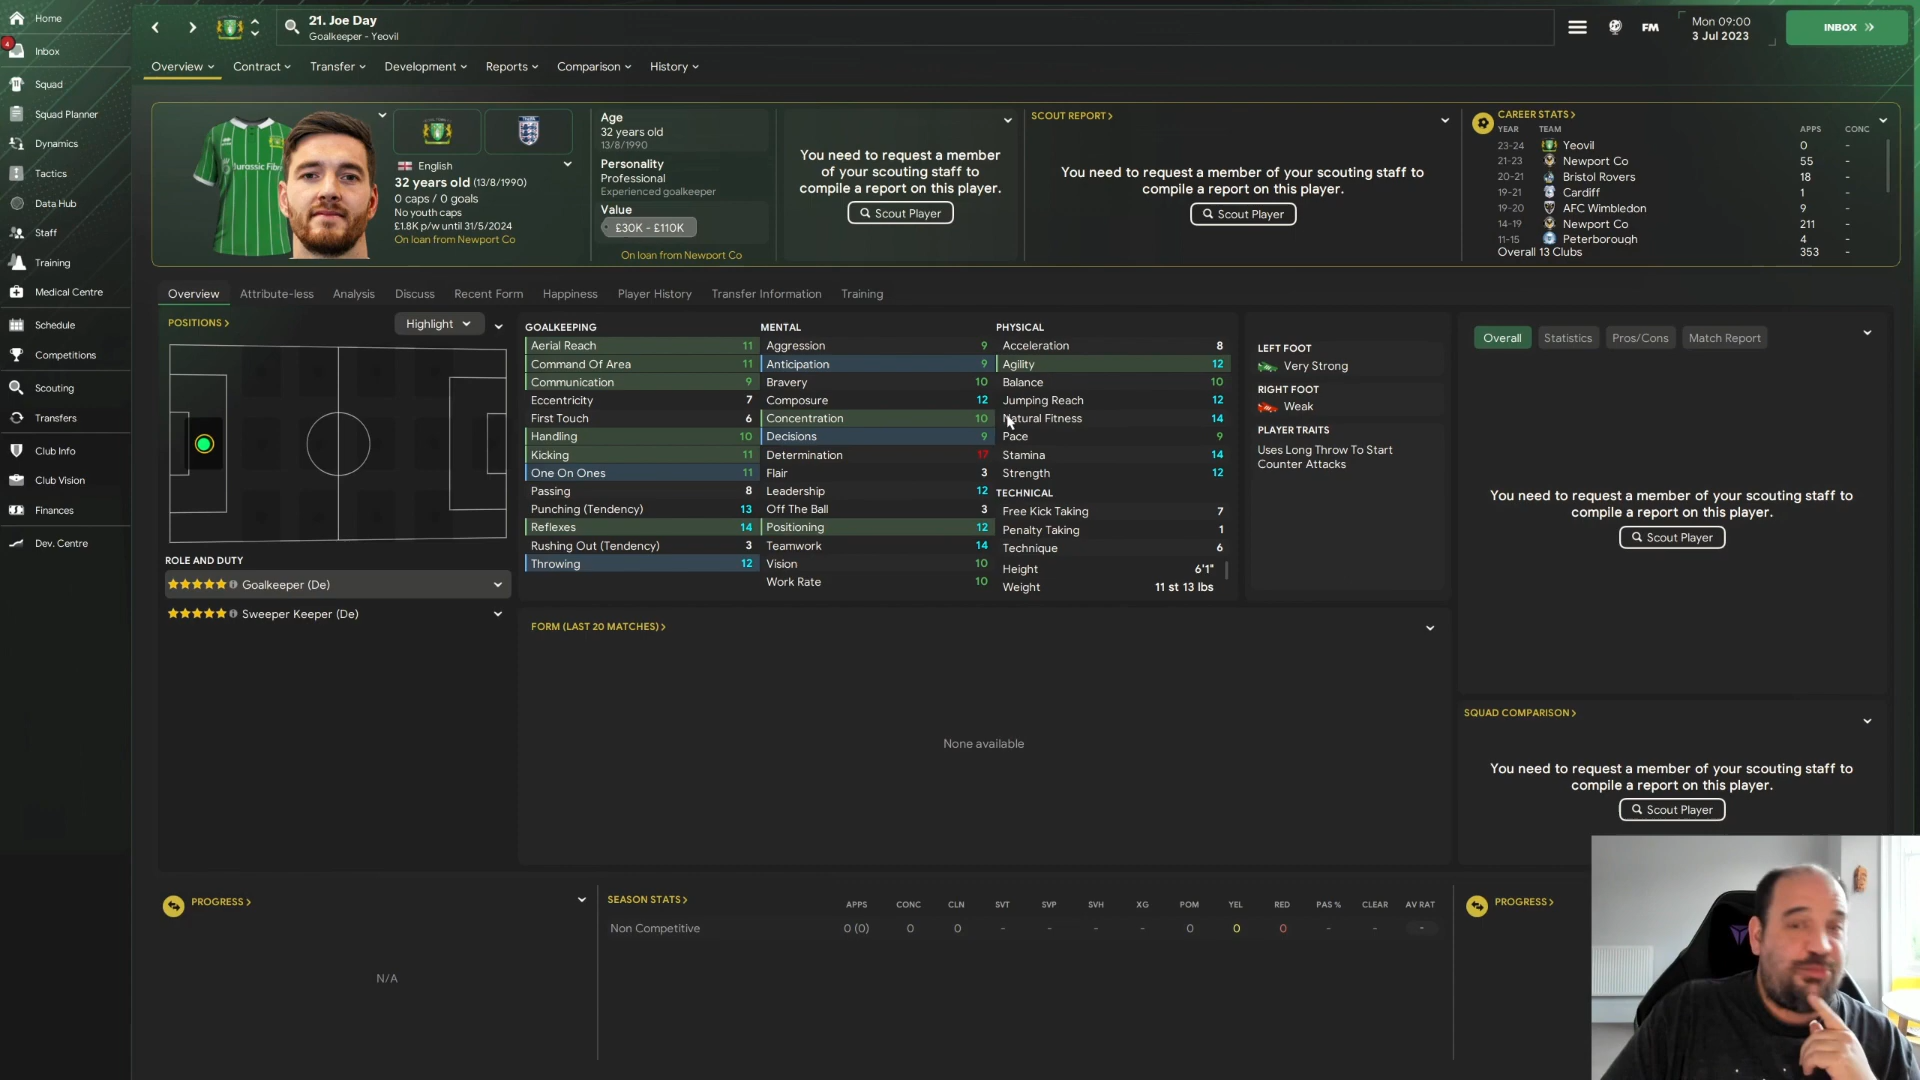 Home
4
Inbox
Squad
Squad Planner
Dynamics
Tactics
Data Hub
Staff
Training
Medical Centre
Schedule
Competitions
Scouting
Transfers
Club Info
Club Vision
Finances
Dev. Centre
21. Joe Day
Goalkeeper - Yeovil
FM
Mon 09:00
3 Jul 2023
INBOX
Overview
Contract
Transfer
Development
Reports
Comparison
History
Jurassic Fib
English
32 years old (13/8/1990)
0 caps / 0 goals
No youth caps
£1.8K p/w until 31/5/2024
On loan from Newport Co
Age
32 years old
13/8/1990
Personality
Professional
Experienced goalkeeper
Value
£30K - £110K
On loan from Newport Co
You need to request a member
of your scouting staff to
compile a report on this player.
Scout Player
SCOUT REPORT
You need to request a member of your scouting staff to
compile a report on this player.
Scout Player
CAREER STATS
YEAR TEAM APPS CONC
23-24 Yeovil 0 -
21-23 Newport Co 55 -
20-21 Bristol Rovers 18 -
19-21 Cardiff 1 -
19-20 AFC Wimbledon 9 -
14-19 Newport Co 211 -
11-15 Peterborough 4 -
Overall 13 Clubs 353 -
Overview
Attribute-less
Analysis
Discuss
Recent Form
Happiness
Player History
Transfer Information
Training
POSITIONS
Highlight
ROLE AND DUTY
Goalkeeper (De)
Sweeper Keeper (De)
GOALKEEPING
Aerial Reach 11
Command Of Area 11
Communication 9
Eccentricity 7
First Touch 6
Handling 10
Kicking 11
One On Ones 11
Passing 8
Punching (Tendency) 13
Reflexes 14
Rushing Out (Tendency) 3
Throwing 12
MENTAL
Aggression 9
Anticipation 9
Bravery 10
Composure 12
Concentration 10
Decisions 9
Determination 17
Flair 3
Leadership 12
Off The Ball 3
Positioning 12
Teamwork 14
Vision 10
Work Rate 10
PHYSICAL
Acceleration 8
Agility 12
Balance 10
Jumping Reach 12
Natural Fitness 14
Pace 9
Stamina 14
Strength 12
TECHNICAL
Free Kick Taking 7
Penalty Taking 1
Technique 6
Height 6'1"
Weight 11 st 13 lbs
LEFT FOOT
Very Strong
RIGHT FOOT
Weak
PLAYER TRAITS
Uses Long Throw To Start
Counter Attacks
Overall
Statistics
Pros/Cons
Match Report
You need to request a member of your scouting staff to
compile a report on this player.
Scout Player
FORM (LAST 20 MATCHES)
None available
SQUAD COMPARISON
You need to request a member of your scouting staff to
compile a report on this player.
Scout Player
PROGRESS
N/A
SEASON STATS
APPS CONC CLN SVT SVP SVH XG POM YEL RED PAS % CLEAR AV RAT
Non Competitive 0 (0) 0 0 - - - - 0 0 0 - - -
PROGRESS